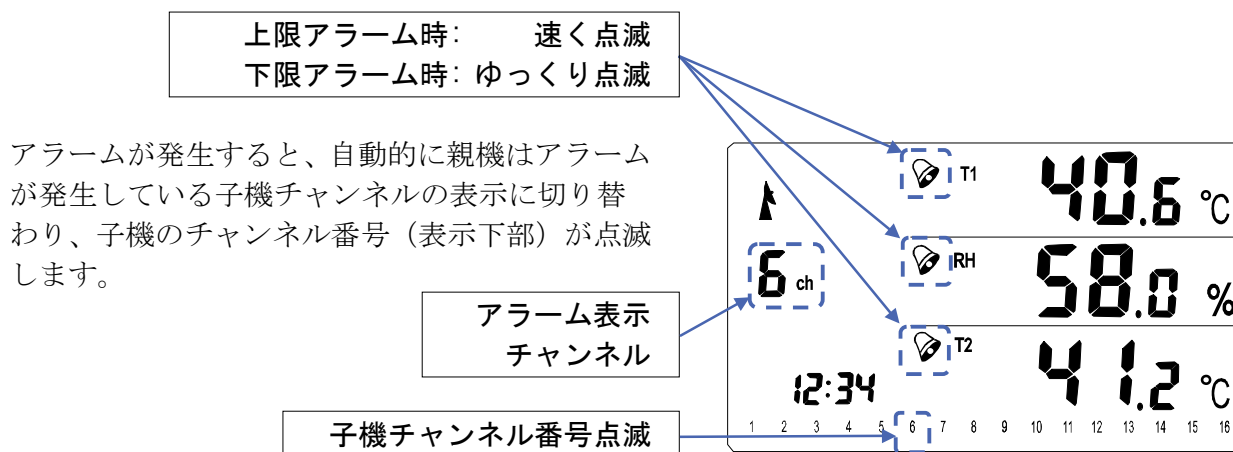 上限アラーム時: 速く点滅
下限アラーム時: ゆっくり点滅
アラームが発生すると、自動的に親機はアラーム
が発生している子機チャンネルの表示に切り替
わり、子機のチャンネル番号（表示下部）が点滅
します。
アラーム表示
チャンネル
子機チャンネル番号点滅
T1 40.6 ℃
6 ch
RH 58.0 %
T2 41.2 ℃
12:34
1 2 3 4 5 6 7 8 9 10 11 12 13 14 15 16